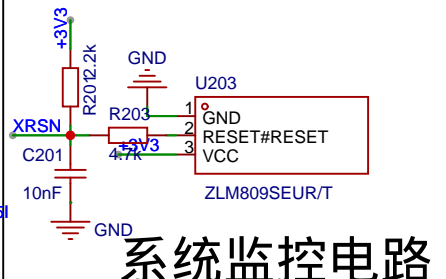 +3V3
R201
2.2k
GND
U203
XRSN
R203
4.7k
+3V3
1
2
3
GND
RESET#RESET
VCC
C201
10nF
GND
ZLM809SEUR/T
系统监控电路